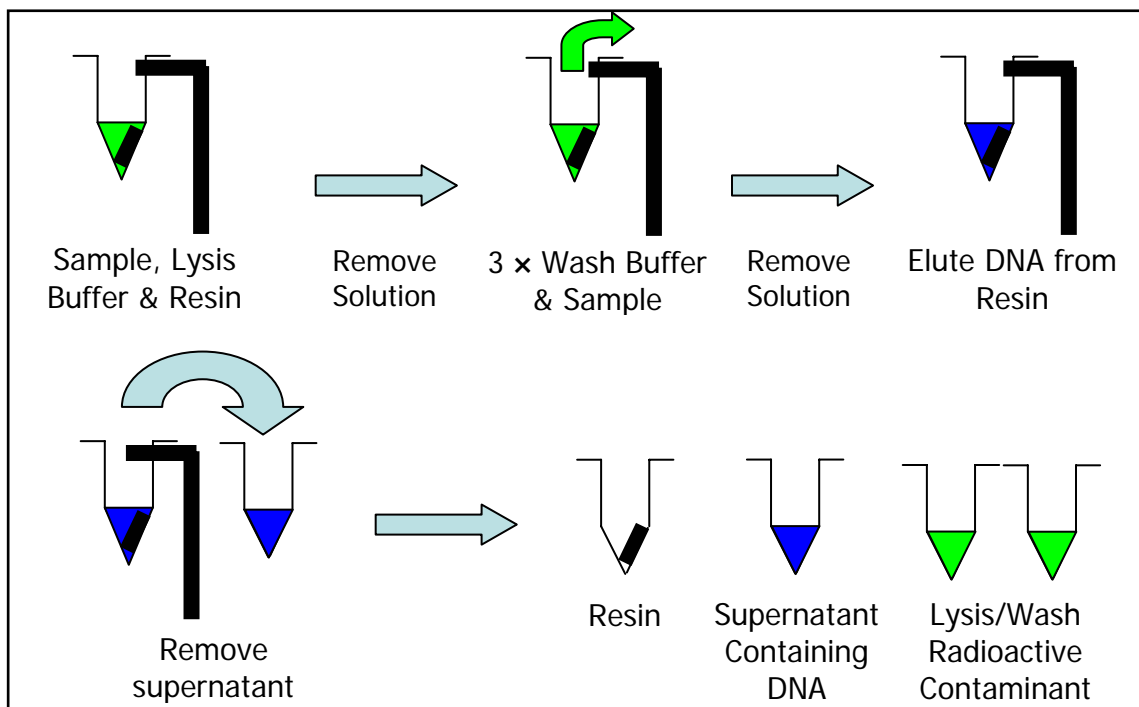 Sample, Lysis
Buffer & Resin
Remove
Solution
3 × Wash Buffer
& Sample
Remove
Solution
Elute DNA from
Resin
Remove
supernatant
Resin
Supernatant
Containing
DNA
Lysis/Wash
Radioactive
Contaminant